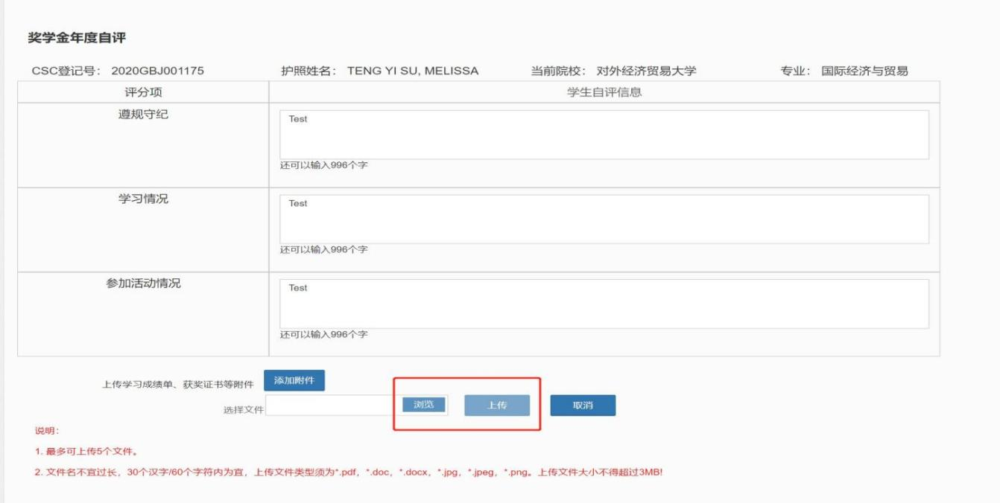 奖学金年度自评
CSC登记号： 2020GBJ001175 护照姓名： TENG YI SU, MELISSA 当前院校： 对外经济贸易大学 专业： 国际经济与贸易
评分项 学生自评信息
遵规守纪 Test
还可以输入996个字
学习情况 Test
还可以输入996个字
参加活动情况 Test
还可以输入996个字
上传学习成绩单、获奖证书等附件 添加附件
选择文件 浏览 上传 取消
说明：
1. 最多可上传5个文件。
2. 文件名不宜过长，30个汉字/60个字符内为宜，上传文件类型须为*.pdf，*.doc，*.docx，*.jpg，*.jpeg，*.png。上传文件大小不得超过3MB!